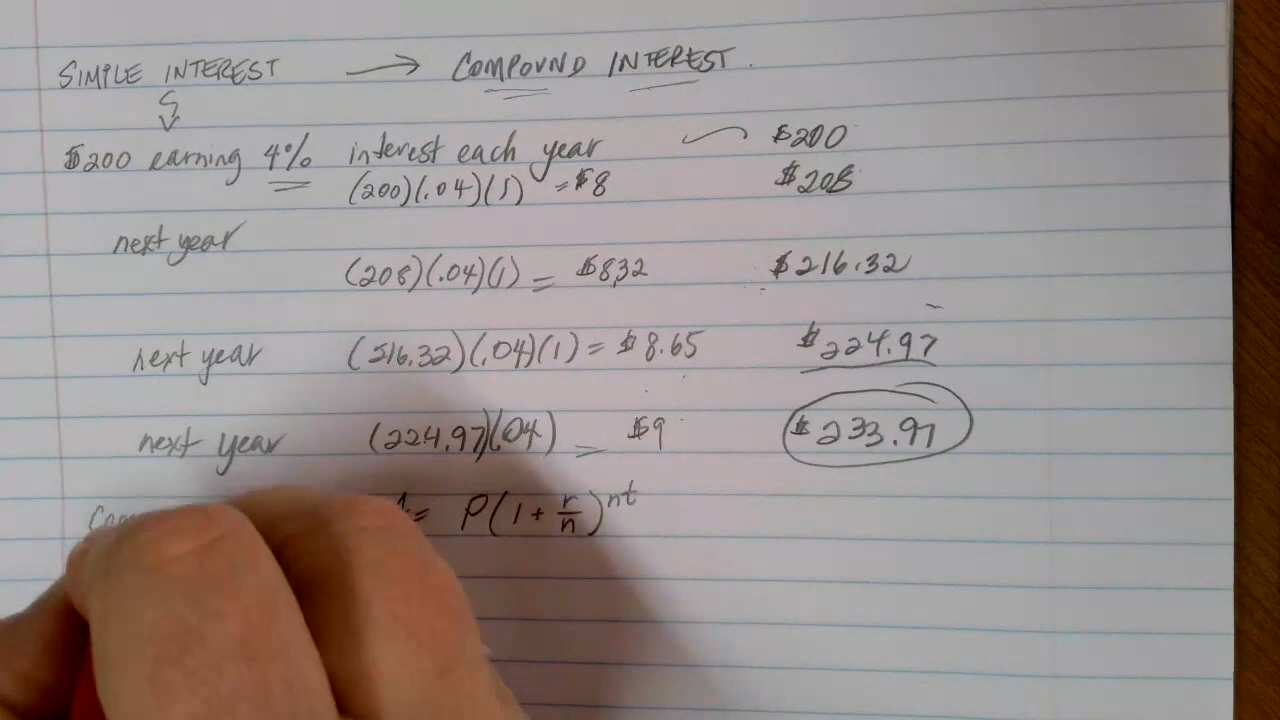 SIMPLE INTEREST → COMPOUND INTEREST.
$200 earning 4% interest each year $200
(200)(.04)(1) = $8 $208
next year
(208)(.04)(1) = $8.32 $216.32
next year (216.32)(.04)(1) = $8.65 $224.97
next year (224.97)(.04) = $9 $233.97
= P(1 + r/n)^nt